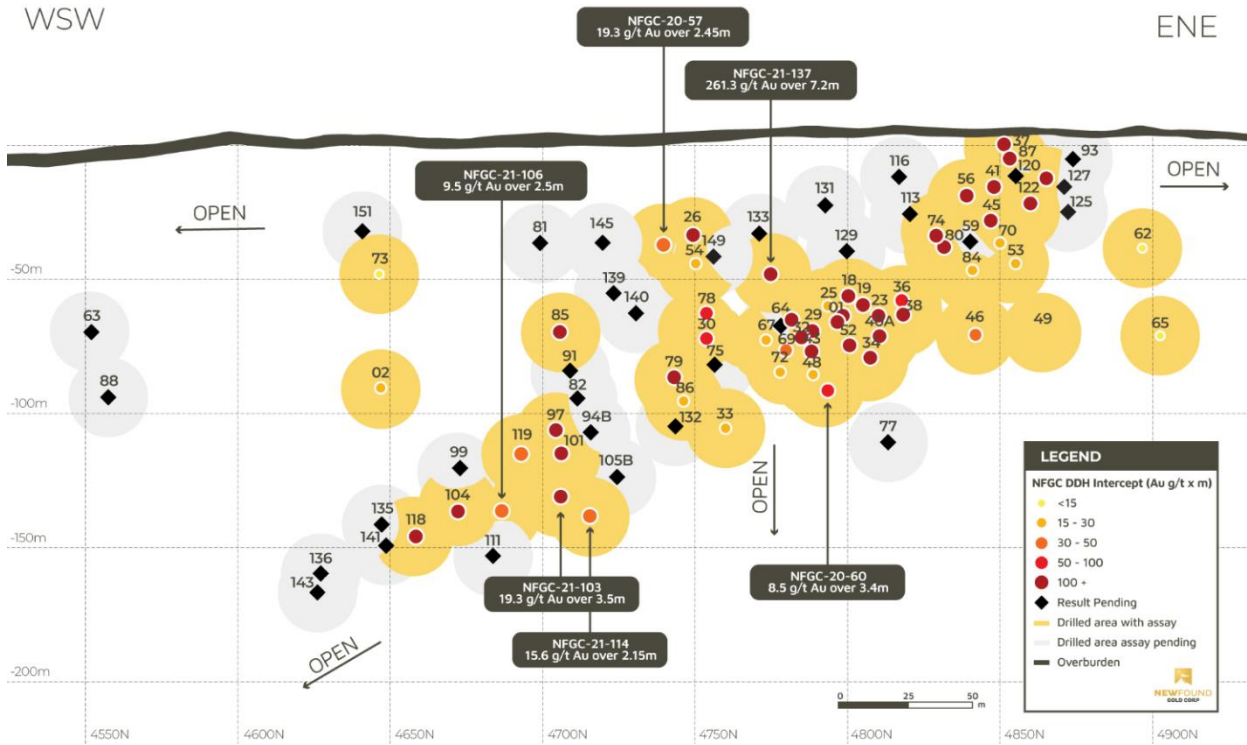 WSW
ENE
NFGC-20-57
19.3 g/t Au over 2.45m
NFGC-21-137
261.3 g/t Au over 7.2m
NFGC-21-106
9.5 g/t Au over 2.5m
OPEN
OPEN
37
87
93
120
127
116
56
41
122
125
131
113
45
151
81
145
26
133
74
59
70
129
80
62
149
54
84
53
73
139
18
36
-50m
140
78
25
19
23
38
63
85
30
64
29
01
46
49
67
32
52
40A
65
69
43
34
91
79
75
72
48
88
02
82
86
-100m
97
94B
132
33
119
101
77
99
105B
OPEN
104
135
118
141
111
-150m
136
143
NFGC-21-103
19.3 g/t Au over 3.5m
NFGC-20-60
8.5 g/t Au over 3.4m
NFGC-21-114
15.6 g/t Au over 2.15m
OPEN
-200m
LEGEND
NFGC DDH Intercept (Au g/t x m)
<15
15 - 30
30 - 50
50 - 100
100 +
Result Pending
Drilled area with assay
Drilled area assay pending
Overburden
NEWFOUND
GOLD CORP
0 25 50
m
4550N 4600N 4650N 4700N 4750N 4800N 4850N 4900N